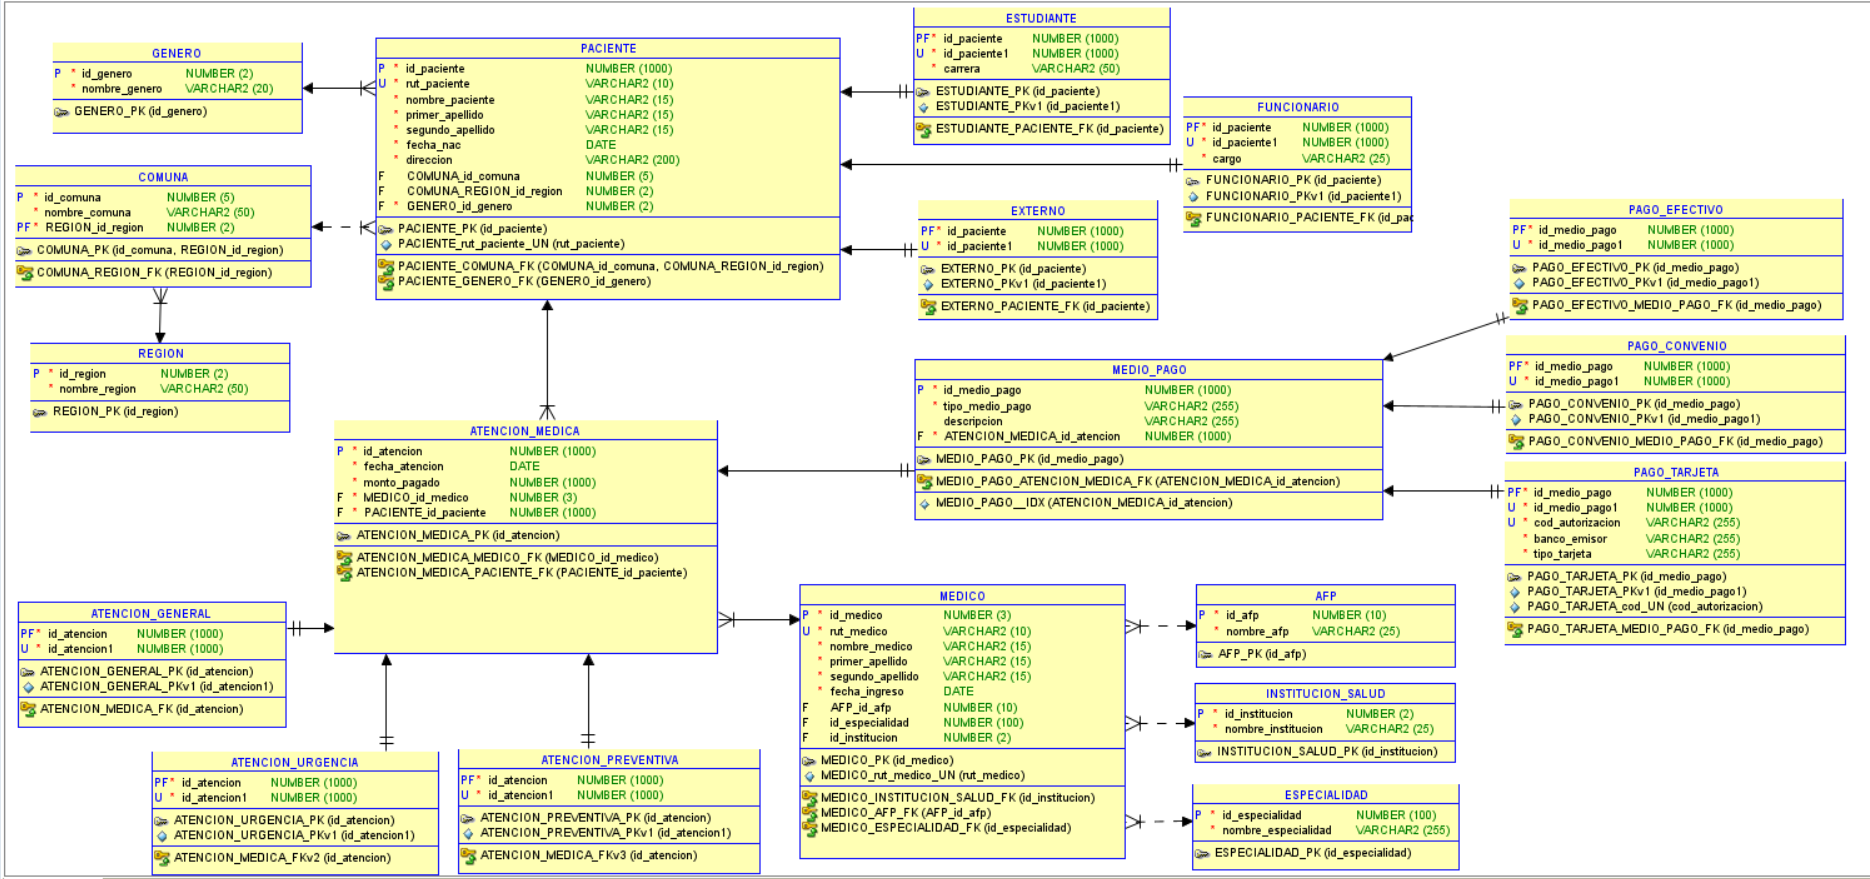 GENERO
P * id_genero NUMBER (2)
* nombre_genero VARCHAR2 (20)
GENERO_PK (id_genero)
COMUNA
P * id_comuna NUMBER (5)
* nombre_comuna VARCHAR2 (50)
PF* REGION_id_region NUMBER (2)
COMUNA_PK (id_comuna, REGION_id_region)
COMUNA_REGION_FK (REGION_id_region)
REGION
P * id_region NUMBER (2)
* nombre_region VARCHAR2 (50)
REGION_PK (id_region)
PACIENTE
P * id_paciente NUMBER (1000)
U * rut_paciente VARCHAR2 (10)
* nombre_paciente VARCHAR2 (15)
* primer_apellido VARCHAR2 (15)
* segundo_apellido VARCHAR2 (15)
* fecha_nac DATE
* direccion VARCHAR2 (200)
F COMUNA_id_comuna NUMBER (5)
F COMUNA_REGION_id_region NUMBER (2)
F * GENERO_id_genero NUMBER (2)
PACIENTE_PK (id_paciente)
PACIENTE_rut_paciente_UN (rut_paciente)
PACIENTE_COMUNA_FK (COMUNA_id_comuna, COMUNA_REGION_id_region)
PACIENTE_GENERO_FK (GENERO_id_genero)
ESTUDIANTE
PF* id_paciente NUMBER (1000)
U * id_paciente1 NUMBER (1000)
* carrera VARCHAR2 (50)
ESTUDIANTE_PK (id_paciente)
ESTUDIANTE_PKv1 (id_paciente1)
ESTUDIANTE_PACIENTE_FK (id_paciente)
FUNCIONARIO
PF* id_paciente NUMBER (1000)
U * id_paciente1 NUMBER (1000)
* cargo VARCHAR2 (25)
FUNCIONARIO_PK (id_paciente)
FUNCIONARIO_PKv1 (id_paciente1)
FUNCIONARIO_PACIENTE_FK (id_pac
EXTERNO
PF* id_paciente NUMBER (1000)
U * id_paciente1 NUMBER (1000)
EXTERNO_PK (id_paciente)
EXTERNO_PKv1 (id_paciente1)
EXTERNO_PACIENTE_FK (id_paciente)
PAGO_EFECTIVO
PF* id_medio_pago NUMBER (1000)
U * id_medio_pago1 NUMBER (1000)
PAGO_EFECTIVO_PK (id_medio_pago)
PAGO_EFECTIVO_PKv1 (id_medio_pago1)
PAGO_EFECTIVO_MEDIO_PAGO_FK (id_medio_pago)
PAGO_CONVENIO
PF* id_medio_pago NUMBER (1000)
U * id_medio_pago1 NUMBER (1000)
PAGO_CONVENIO_PK (id_medio_pago)
PAGO_CONVENIO_PKv1 (id_medio_pago1)
PAGO_CONVENIO_MEDIO_PAGO_FK (id_medio_pago)
MEDIO_PAGO
P * id_medio_pago NUMBER (1000)
* tipo_medio_pago VARCHAR2 (255)
descripcion VARCHAR2 (255)
F * ATENCION_MEDICA_id_atencion NUMBER (1000)
MEDIO_PAGO_PK (id_medio_pago)
MEDIO_PAGO_ATENCION_MEDICA_FK (ATENCION_MEDICA_id_atencion)
MEDIO_PAGO__IDX (ATENCION_MEDICA_id_atencion)
PAGO_TARJETA
PF* id_medio_pago NUMBER (1000)
U * id_medio_pago1 NUMBER (1000)
U * cod_autorizacion VARCHAR2 (255)
* banco_emisor VARCHAR2 (255)
* tipo_tarjeta VARCHAR2 (255)
PAGO_TARJETA_PK (id_medio_pago)
PAGO_TARJETA_PKv1 (id_medio_pago1)
PAGO_TARJETA_cod_UN (cod_autorizacion)
PAGO_TARJETA_MEDIO_PAGO_FK (id_medio_pago)
ATENCION_MEDICA
P * id_atencion NUMBER (1000)
* fecha_atencion DATE
* monto_pagado NUMBER (1000)
F * MEDICO_id_medico NUMBER (3)
F * PACIENTE_id_paciente NUMBER (1000)
ATENCION_MEDICA_PK (id_atencion)
ATENCION_MEDICA_MEDICO_FK (MEDICO_id_medico)
ATENCION_MEDICA_PACIENTE_FK (PACIENTE_id_paciente)
ATENCION_GENERAL
PF* id_atencion NUMBER (1000)
U * id_atencion1 NUMBER (1000)
ATENCION_GENERAL_PK (id_atencion)
ATENCION_GENERAL_PKv1 (id_atencion1)
ATENCION_MEDICA_FK (id_atencion)
ATENCION_URGENCIA
PF* id_atencion NUMBER (1000)
U * id_atencion1 NUMBER (1000)
ATENCION_URGENCIA_PK (id_atencion)
ATENCION_URGENCIA_PKv1 (id_atencion1)
ATENCION_MEDICA_FKv2 (id_atencion)
ATENCION_PREVENTIVA
PF* id_atencion NUMBER (1000)
U * id_atencion1 NUMBER (1000)
ATENCION_PREVENTIVA_PK (id_atencion)
ATENCION_PREVENTIVA_PKv1 (id_atencion1)
ATENCION_MEDICA_FKv3 (id_atencion)
MEDICO
P * id_medico NUMBER (3)
U * rut_medico VARCHAR2 (10)
* nombre_medico VARCHAR2 (15)
* primer_apellido VARCHAR2 (15)
* segundo_apellido VARCHAR2 (15)
* fecha_ingreso DATE
F AFP_id_afp NUMBER (10)
F id_especialidad NUMBER (100)
F id_institucion NUMBER (2)
MEDICO_PK (id_medico)
MEDICO_rut_medico_UN (rut_medico)
MEDICO_INSTITUCION_SALUD_FK (id_institucion)
MEDICO_AFP_FK (AFP_id_afp)
MEDICO_ESPECIALIDAD_FK (id_especialidad)
AFP
P * id_afp NUMBER (10)
* nombre_afp VARCHAR2 (25)
AFP_PK (id_afp)
INSTITUCION_SALUD
P * id_institucion NUMBER (2)
* nombre_institucion VARCHAR2 (25)
INSTITUCION_SALUD_PK (id_institucion)
ESPECIALIDAD
P * id_especialidad NUMBER (100)
* nombre_especialidad VARCHAR2 (255)
ESPECIALIDAD_PK (id_especialidad)